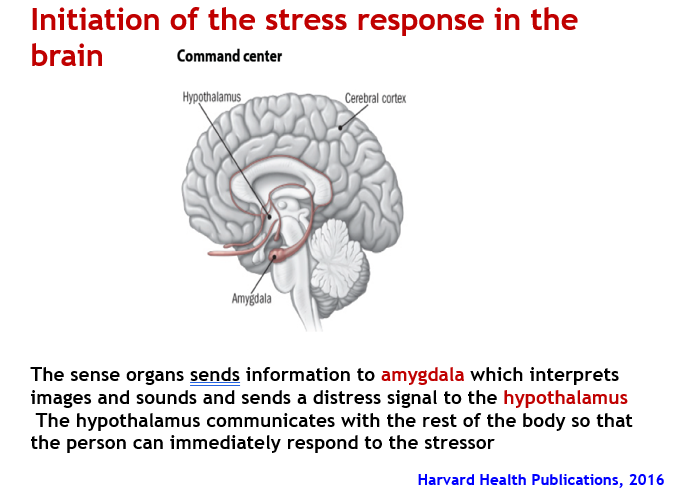 Initiation of the stress response in the
brain
Command center
Hypothalamus
Cerebral cortex
Amygdala
The sense organs sends information to amygdala which interprets
images and sounds and sends a distress signal to the hypothalamus
The hypothalamus communicates with the rest of the body so that
the person can immediately respond to the stressor
Harvard Health Publications, 2016